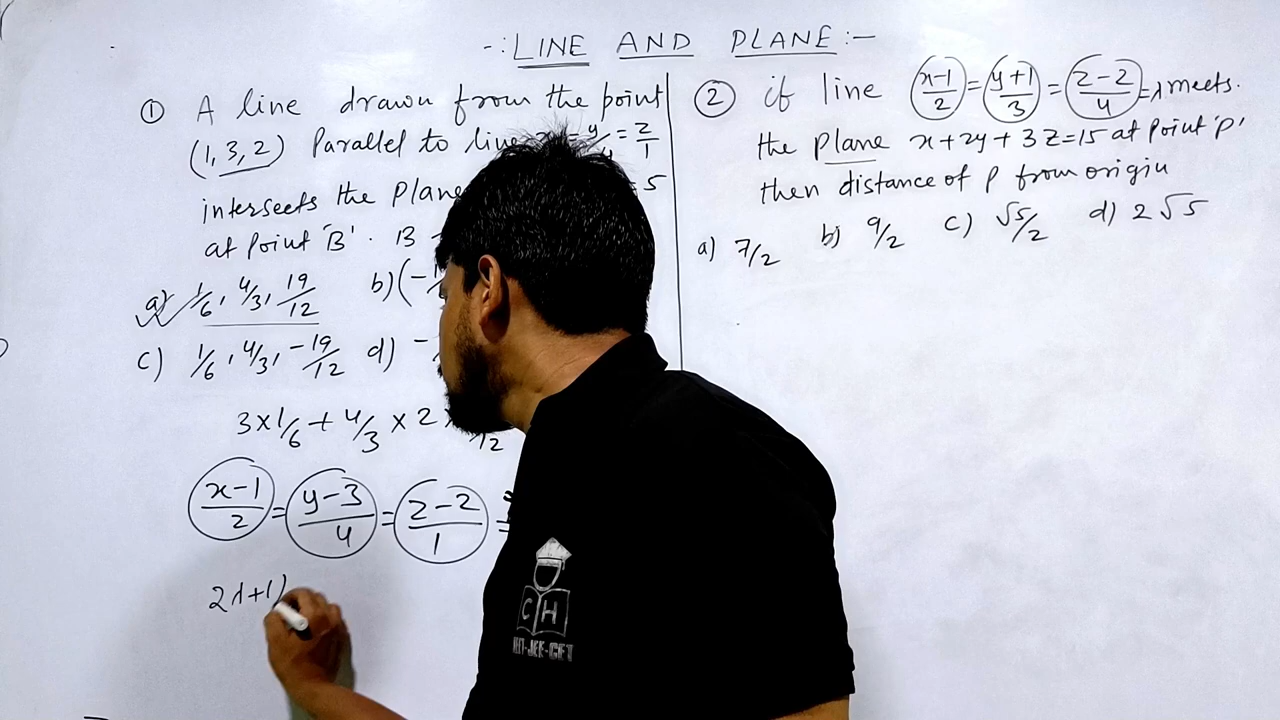 -: LINE AND PLANE :-
① A line drawn from the point
(1, 3, 2) Parallel to line = y/ = z/1
intersects the Plane = 5
at point 'B'. B
a) 1/6, 4/3, 19/12 b) (-1
c) 1/6, 4/3, -19/12 d) -
3×1/6 + 4/3 × 2 × /12
x-1/2 = y-3/4 = z-2/1 =
2λ+1)
② if line x-1/2 = y+1/3 = z-2/4 = λ meets.
the plane x+2y+3z=15 at point 'P'
then distance of P from origin
a) 7/2 b) 9/2 c) √5/2 d) 2√5
C H
IIT-JEE-CET